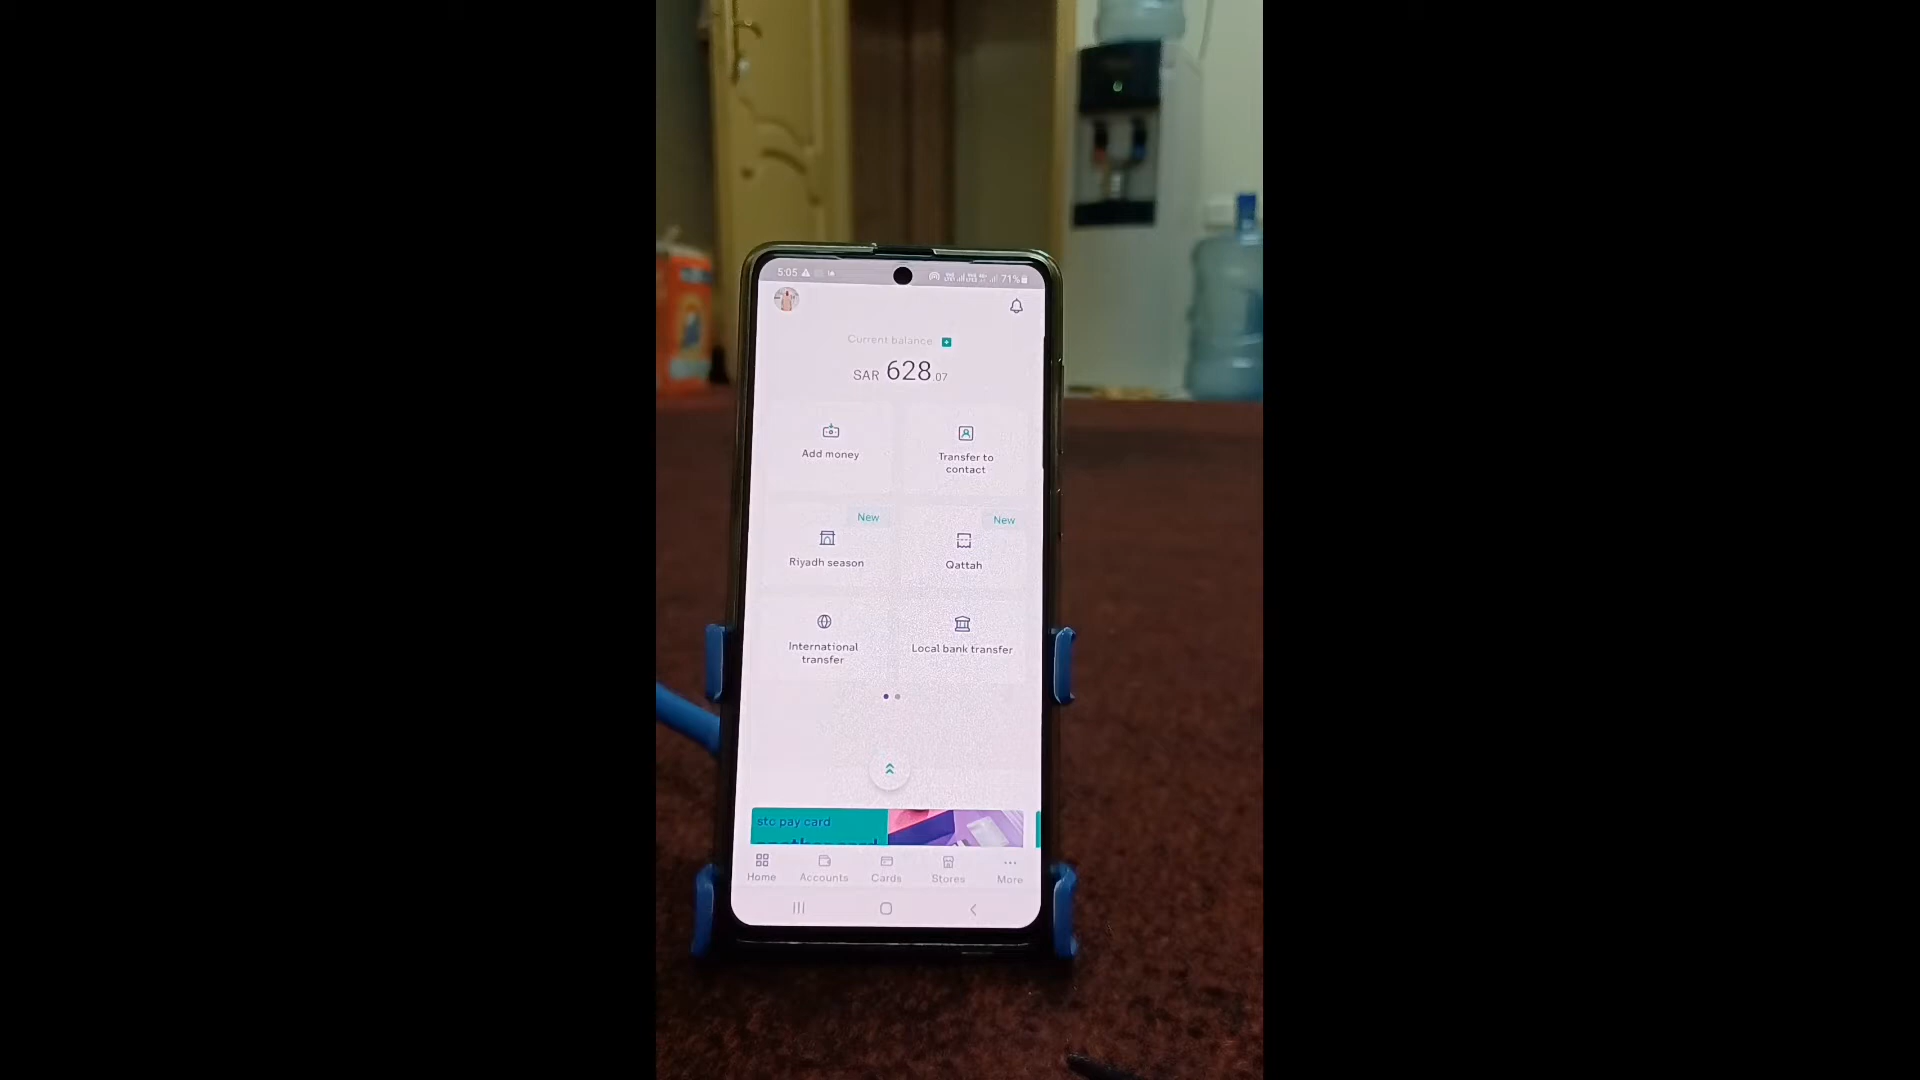 5:05
71%
Current balance
SAR 628.07
Add money
Transfer to
contact
New
New
Riyadh season
Qattah
International
transfer
Local bank transfer
stc pay card
Home
Accounts
Cards
Stores
More